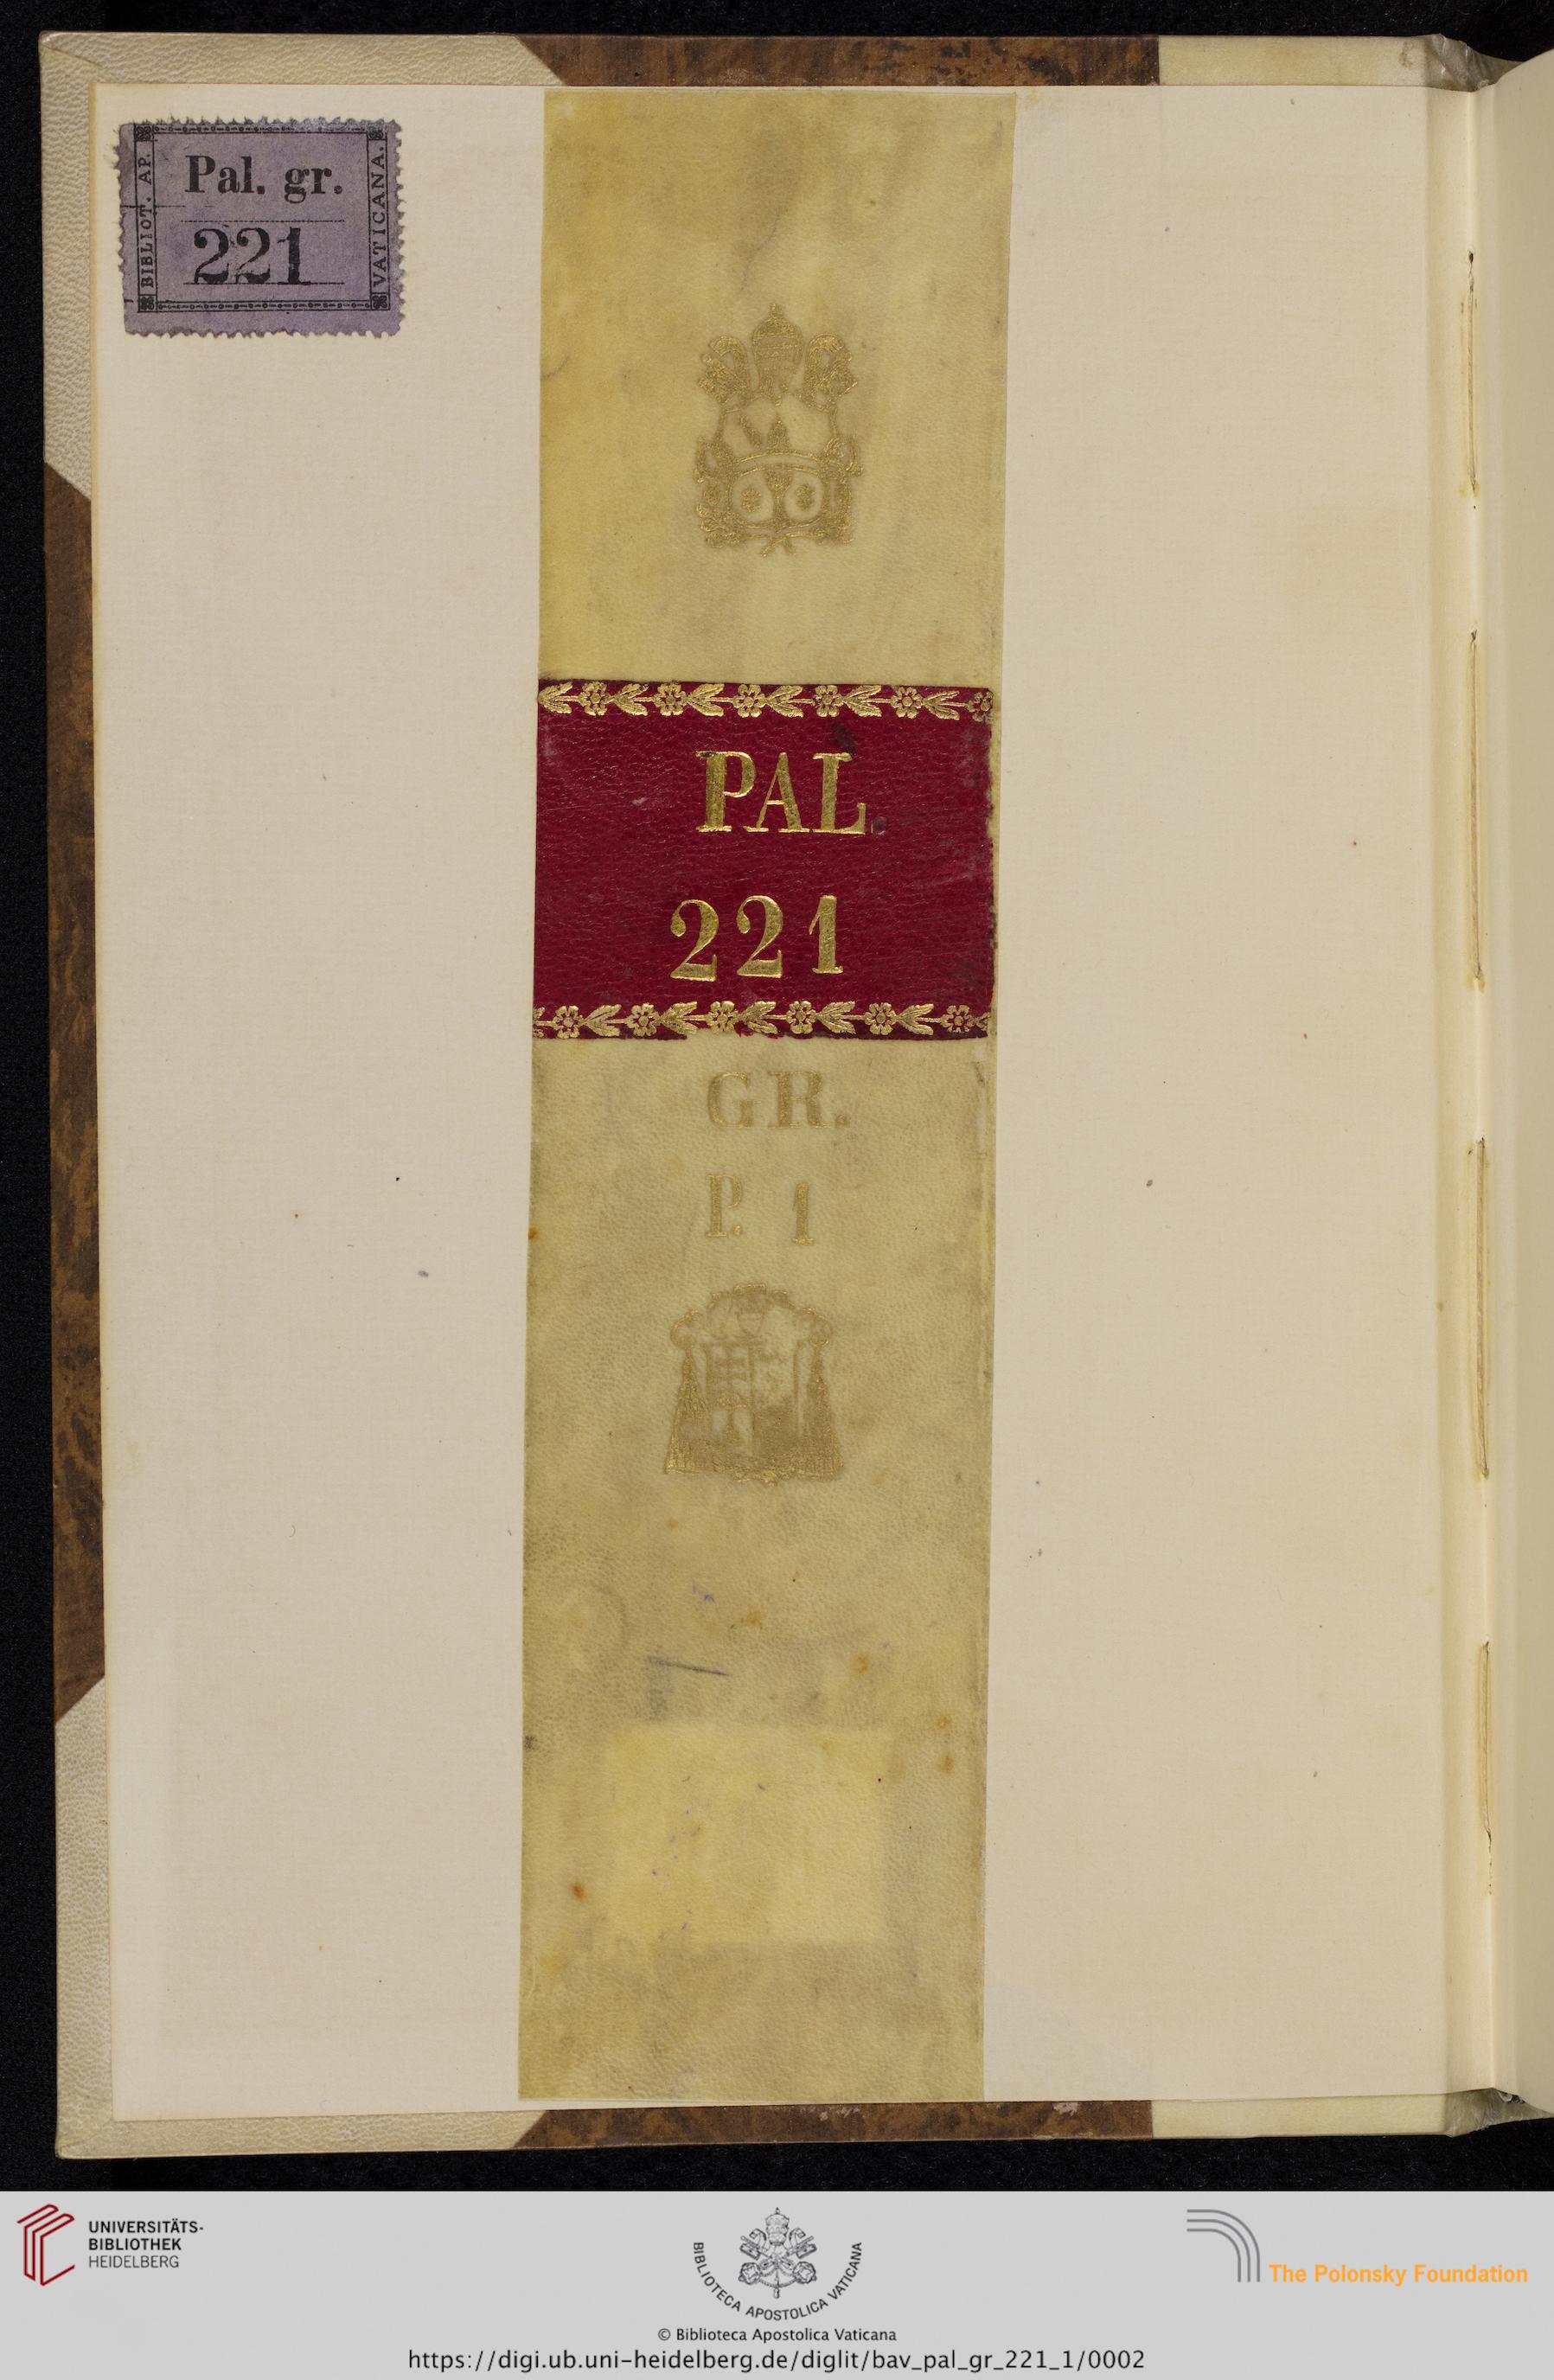 BIBLIOT. AP.
Pal. gr.
221
VATICANA.
PAL.
221
GR.
P. 1
UNIVERSITÄTS-
BIBLIOTHEK
HEIDELBERG
BIBLIOTECA APOSTOLICA VATICANA
The Polonsky Foundation
© Biblioteca Apostolica Vaticana
https://digi.ub.uni-heidelberg.de/diglit/bav_pal_gr_221_1/0002